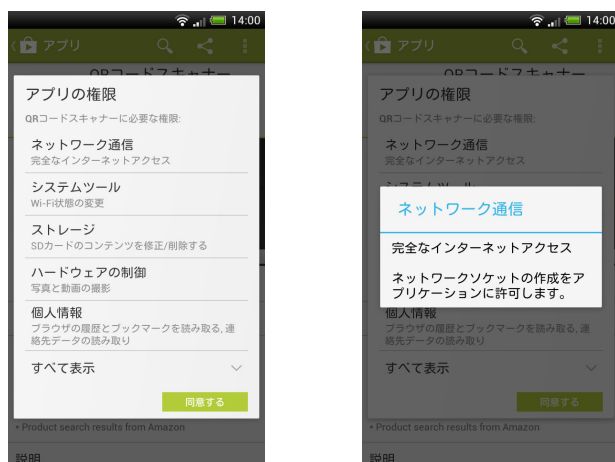 14:00
アプリ
QRコードスキャナー
アプリの権限
QRコードスキャナーに必要な権限:
ネットワーク通信
完全なインターネットアクセス
システムツール
Wi-Fi状態の変更
ストレージ
SDカードのコンテンツを修正/削除する
ハードウェアの制御
写真と動画の撮影
個人情報
ブラウザの履歴とブックマークを読み取る, 連
絡先データの読み取り
すべて表示
同意する
• Product search results from Amazon
説明
14:00
アプリ
QRコードスキャナー
アプリの権限
QRコードスキャナーに必要な権限:
ネットワーク通信
完全なインターネットアクセス
システムツール
ネットワーク通信
完全なインターネットアクセス
ネットワークソケットの作成をア
プリケーションに許可します。
個人情報
ブラウザの履歴とブックマークを読み取る, 連
絡先データの読み取り
すべて表示
同意する
• Product search results from Amazon
説明